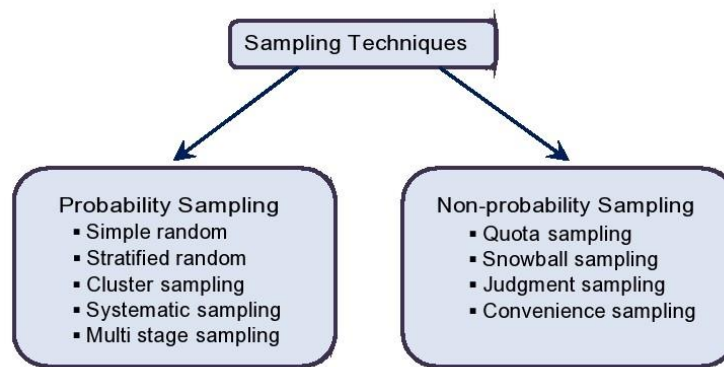 Sampling Techniques
Probability Sampling
▪ Simple random
▪ Stratified random
▪ Cluster sampling
▪ Systematic sampling
▪ Multi stage sampling
Non-probability Sampling
▪ Quota sampling
▪ Snowball sampling
▪ Judgment sampling
▪ Convenience sampling